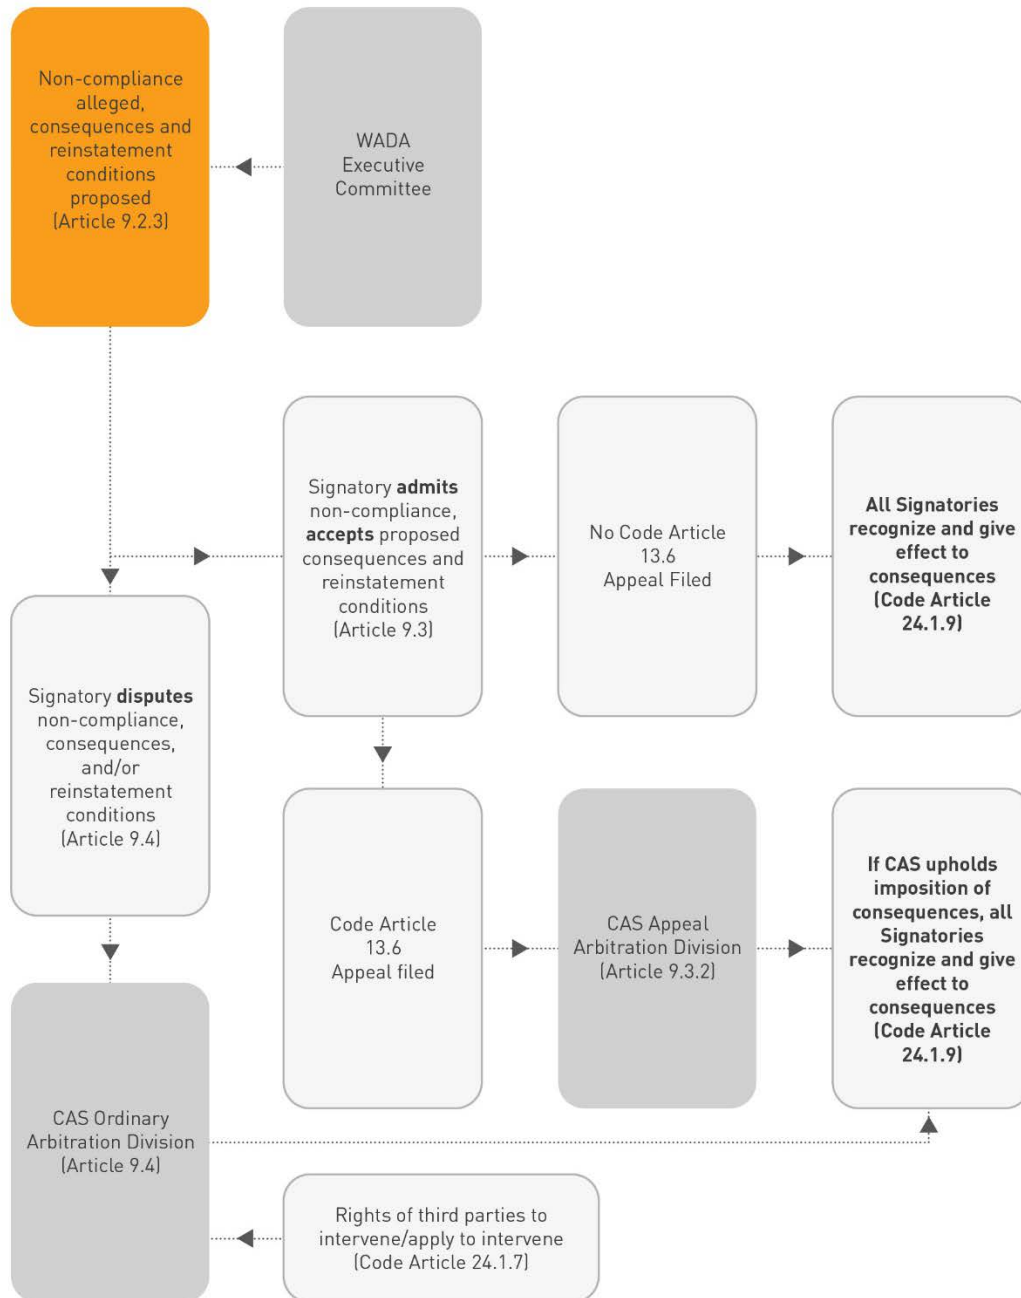 Non-compliance
alleged,
consequences and
reinstatement
conditions
proposed
(Article 9.2.3)
WADA
Executive
Committee
Signatory admits
non-compliance,
accepts proposed
consequences and
reinstatement
conditions
(Article 9.3)
No Code Article
13.6
Appeal Filed
All Signatories
recognize and give
effect to
consequences
(Code Article
24.1.9)
Signatory disputes
non-compliance,
consequences,
and/or
reinstatement
conditions
(Article 9.4)
Code Article
13.6
Appeal filed
CAS Appeal
Arbitration Division
(Article 9.3.2)
If CAS upholds
imposition of
consequences, all
Signatories
recognize and give
effect to
consequences
(Code Article
24.1.9)
CAS Ordinary
Arbitration Division
(Article 9.4)
Rights of third parties to
intervene/apply to intervene
(Code Article 24.1.7)